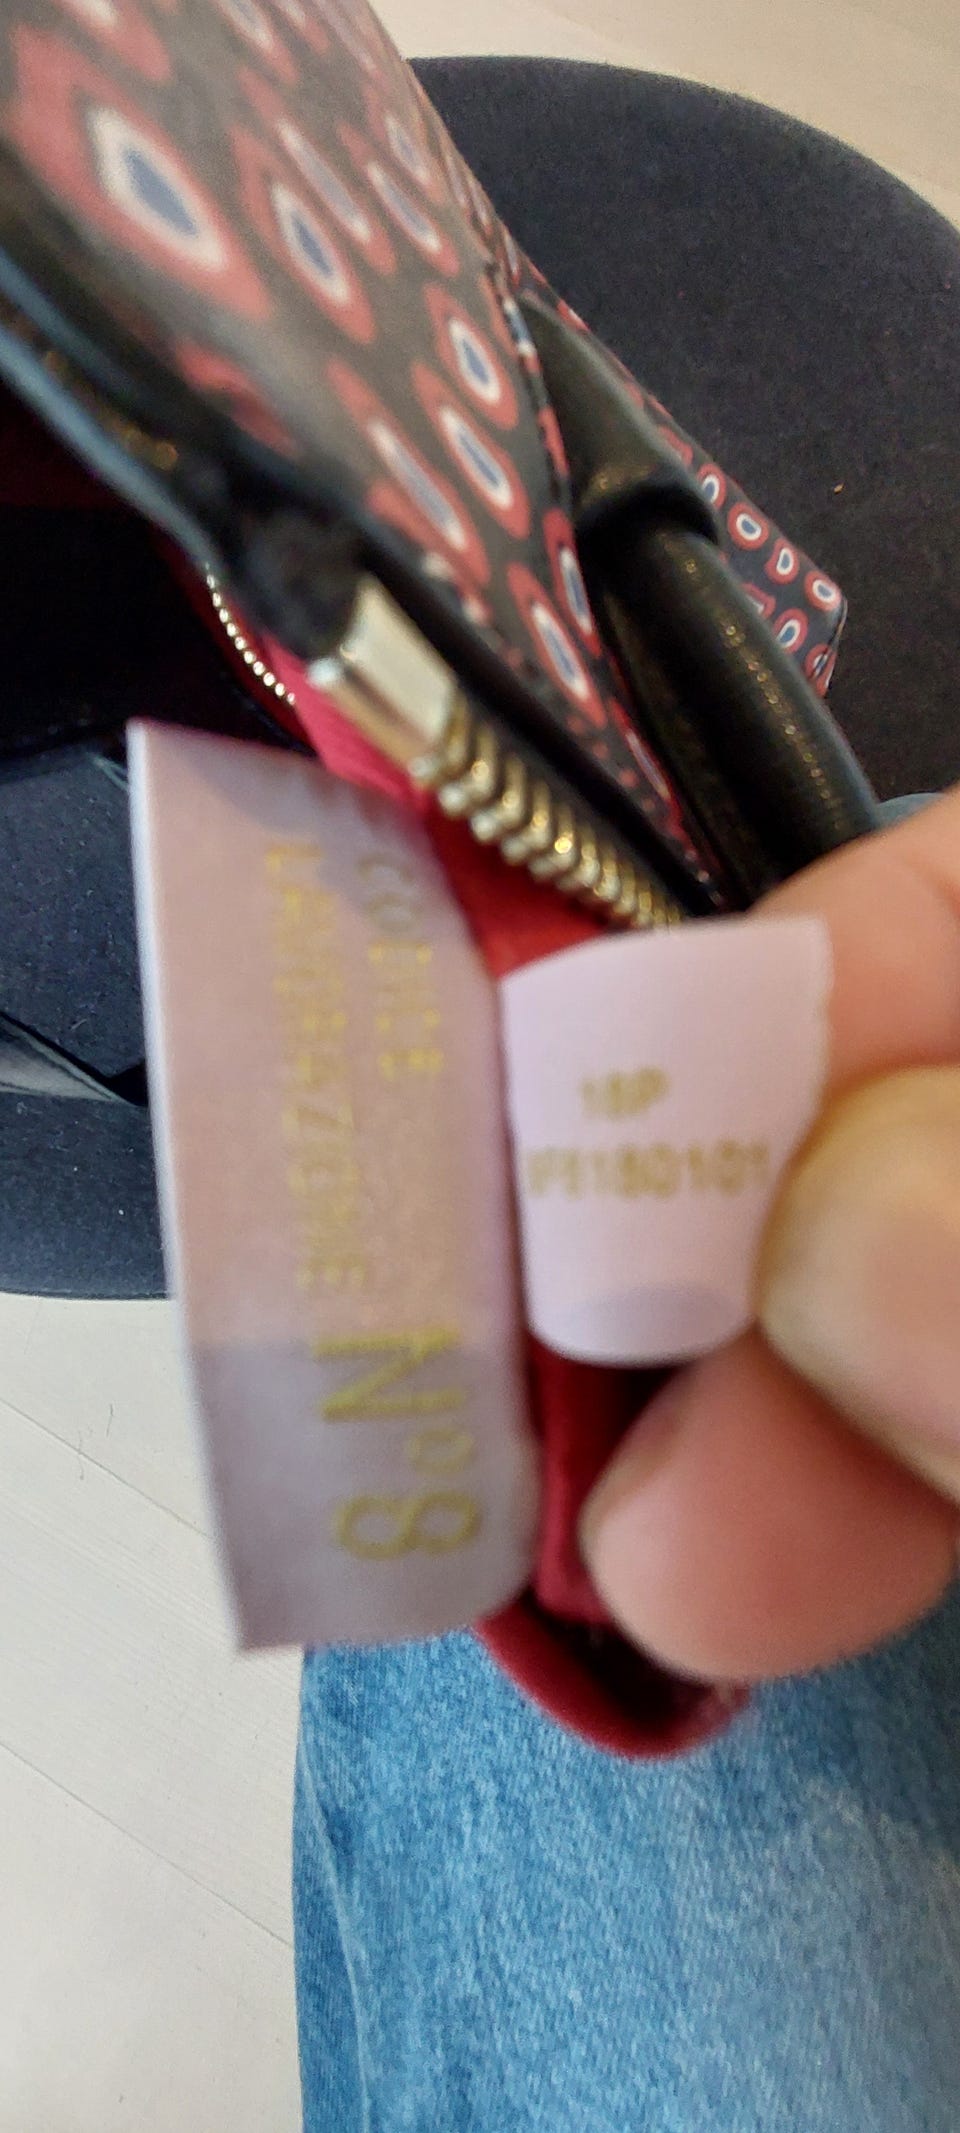 CODICE
LAVORAZIONE
N° 8
18P